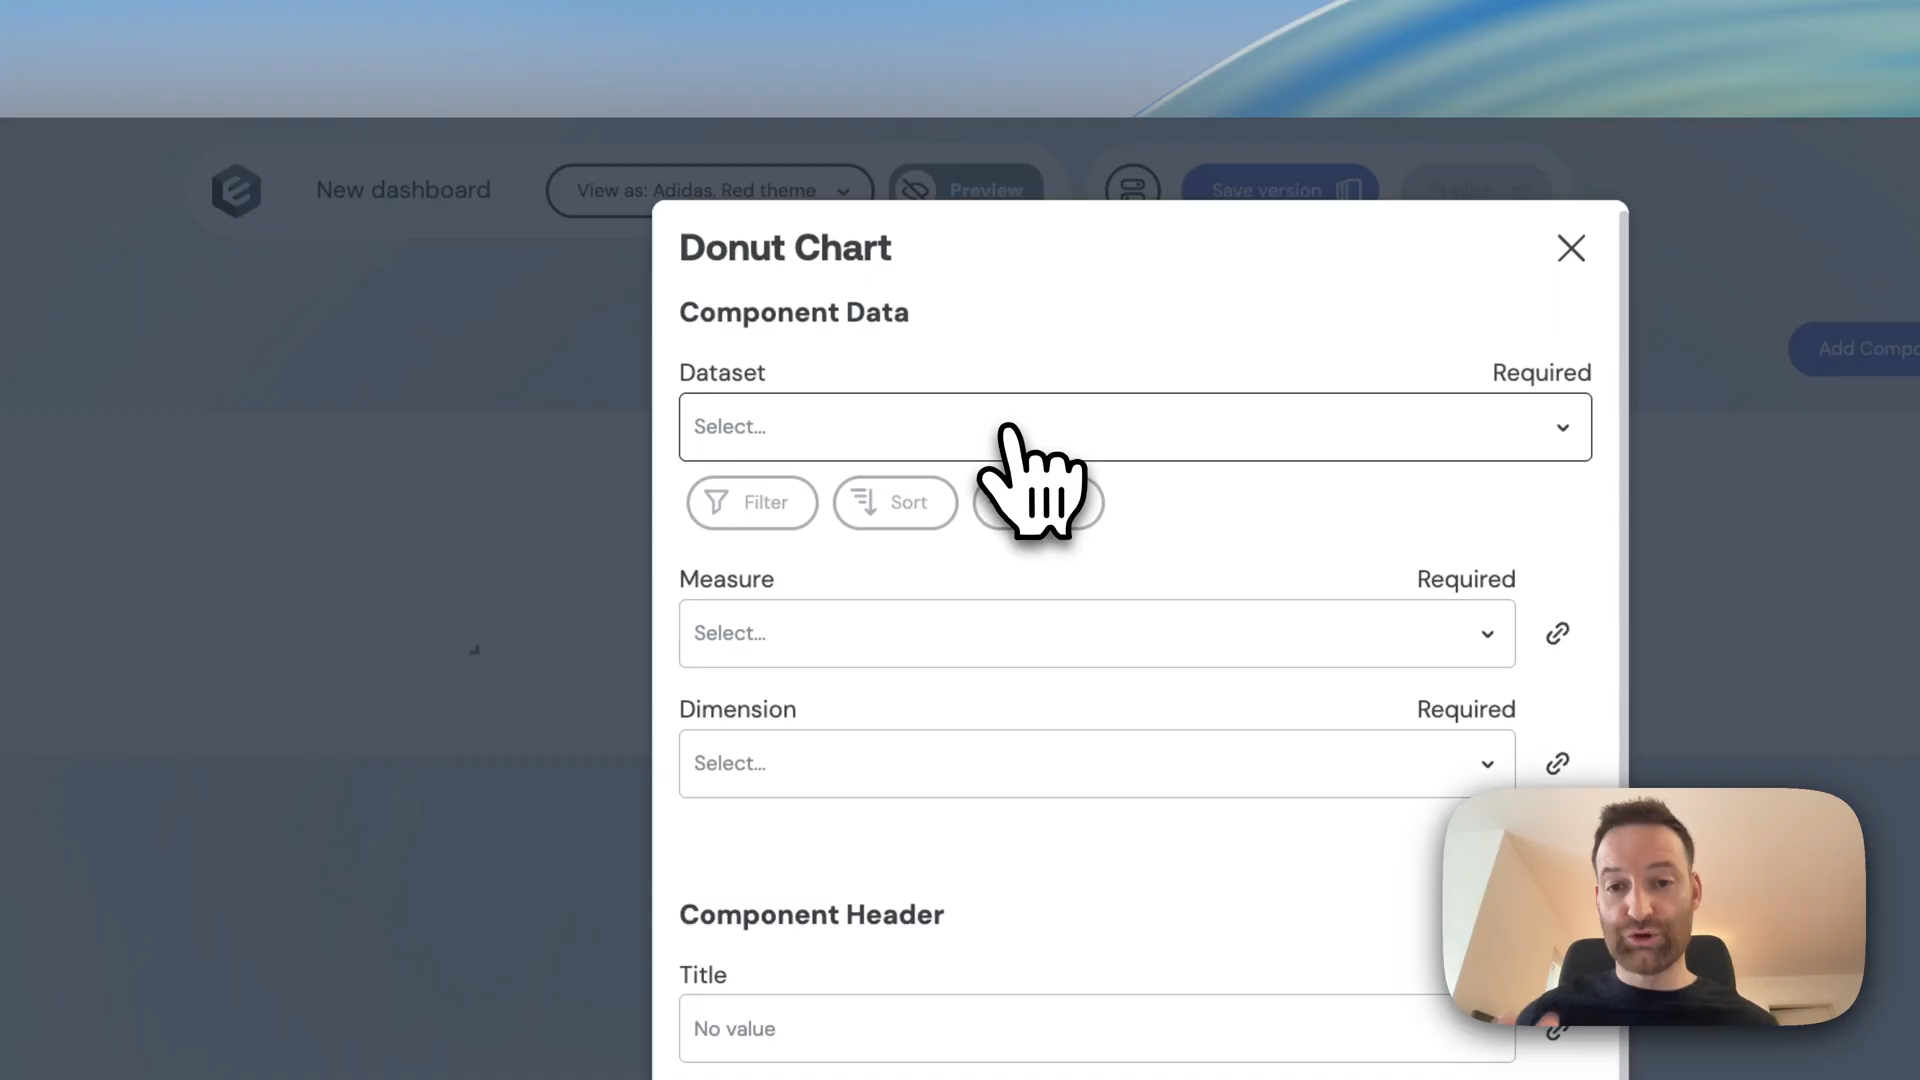 New dashboard
View as: Adidas, Red theme
Preview
Save version
Publish
Donut Chart
Component Data
Add Compo
Dataset
Required
Select...
Filter
Sort
Measure
Required
Select...
Dimension
Required
Select...
Component Header
Title
No value